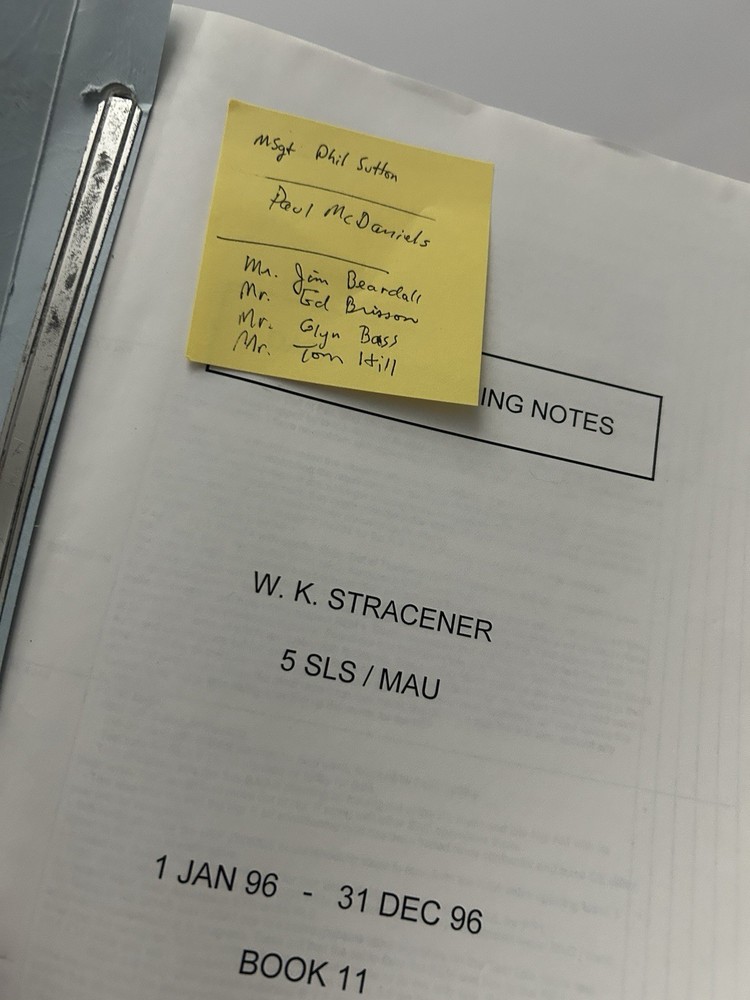 MSgt Phil Sutton
Paul McDaniels
Mr. Jim Beardall
Mr. Ed Brisson
Mr. Glyn Bass
Mr. Tom Hill
ING NOTES
W. K. STRACENER
5 SLS / MAU
1 JAN 96 - 31 DEC 96
BOOK 11